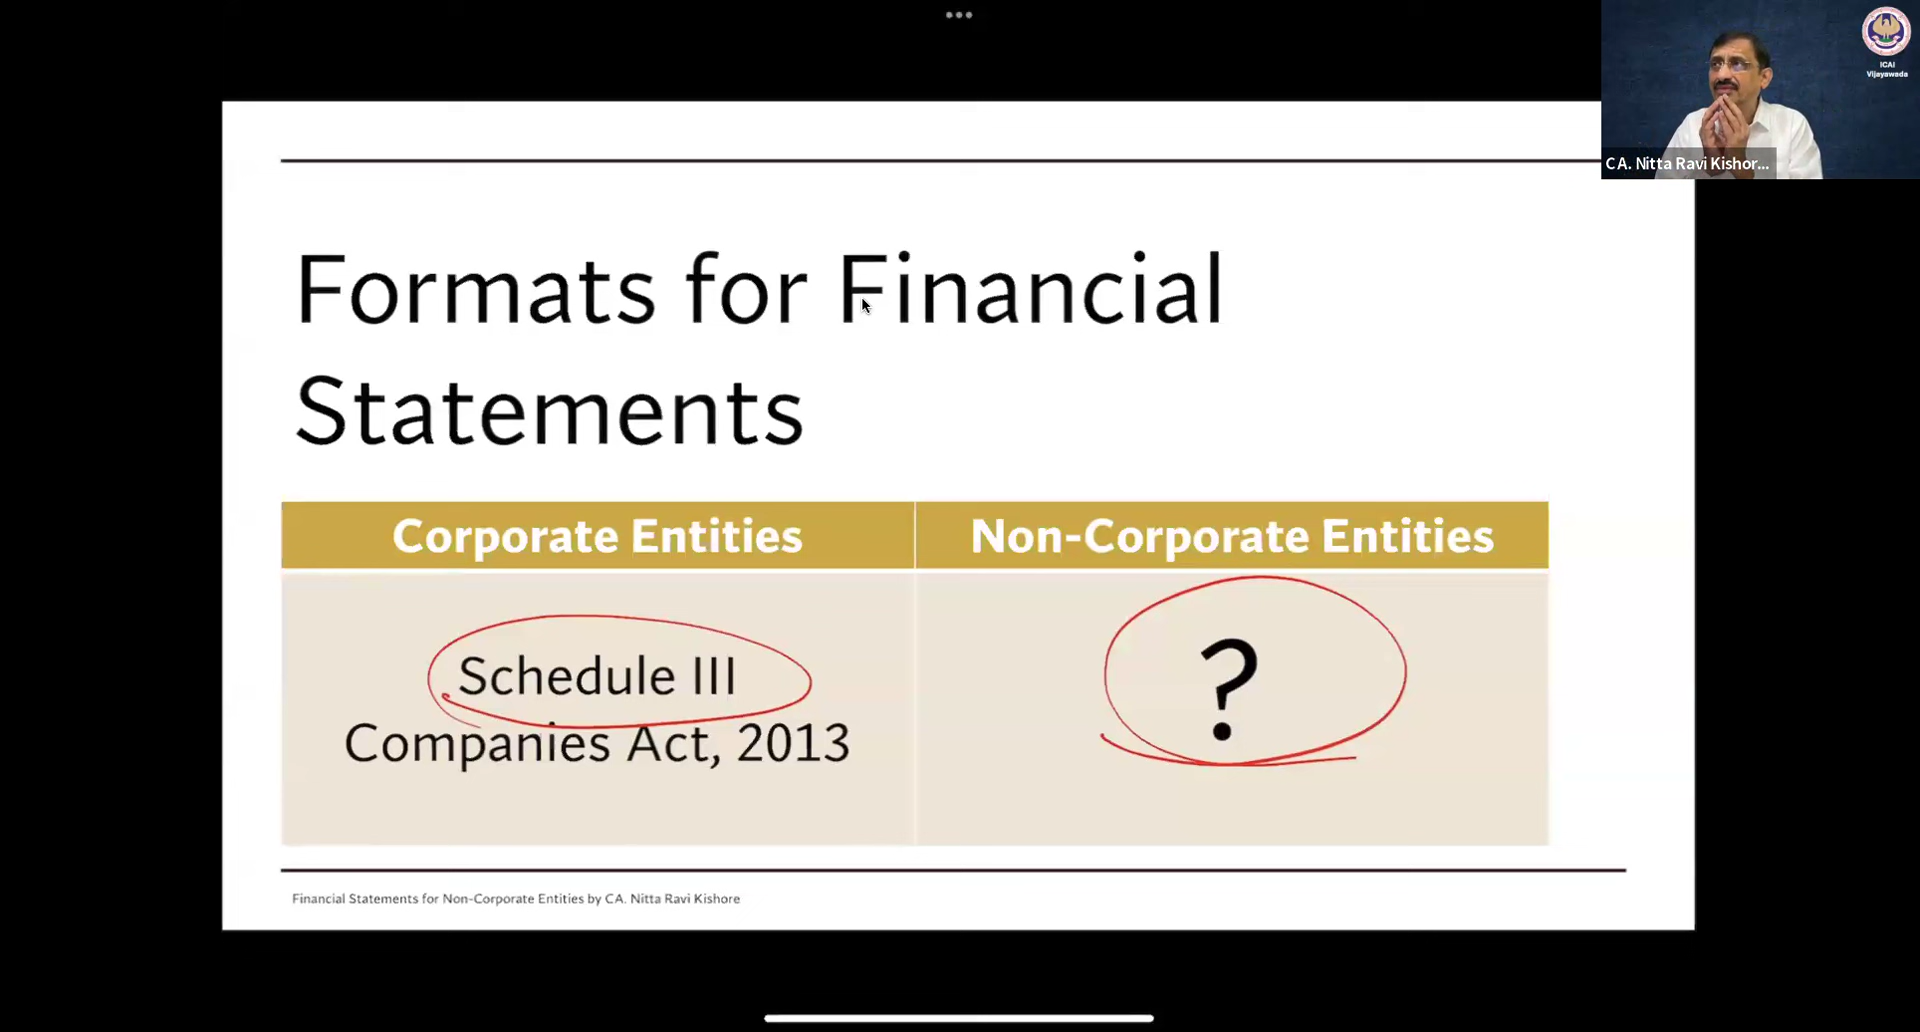 ICAI
Vijayawada
CA. Nitta Ravi Kishor...
Formats for Financial
Statements
Corporate Entities
Non-Corporate Entities
Schedule III
Companies Act, 2013
?
Financial Statements for Non-Corporate Entities by CA. Nitta Ravi Kishore